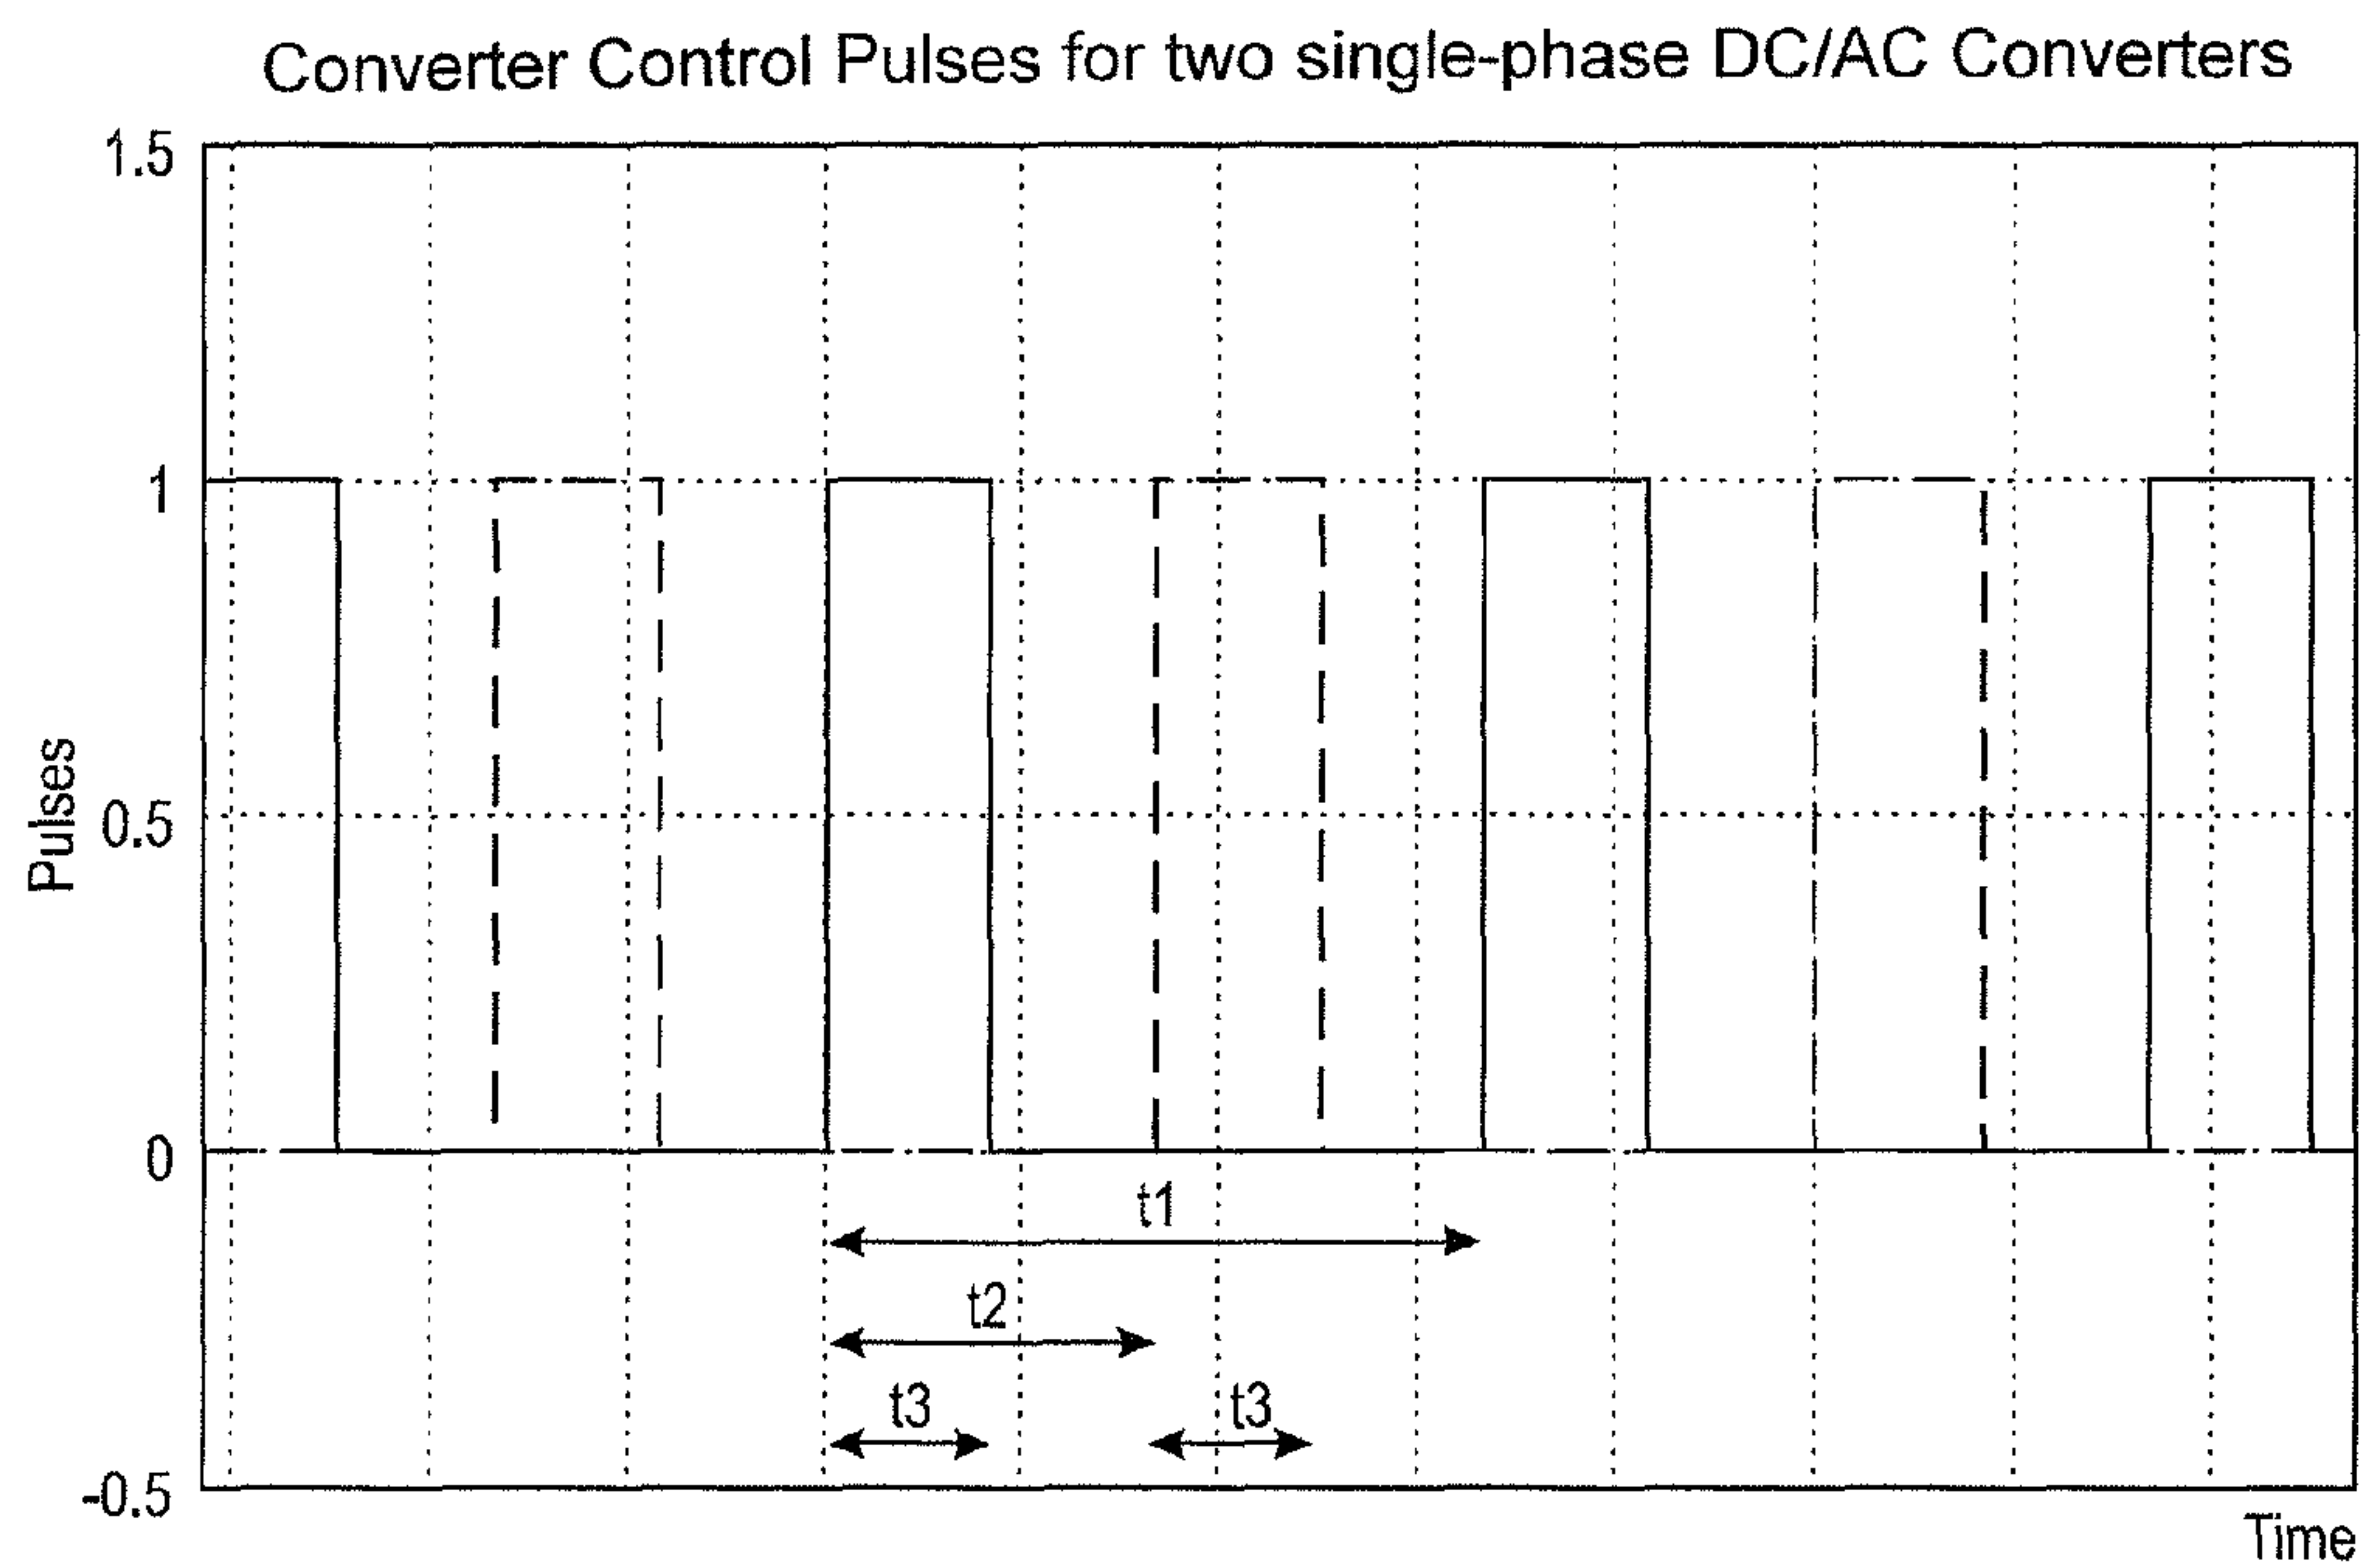 Converter Control Pulses for two single-phase DC/AC Converters
1.5
1
0.5
0
-0.5
Pulses
t1
t2
t3 t3
Time